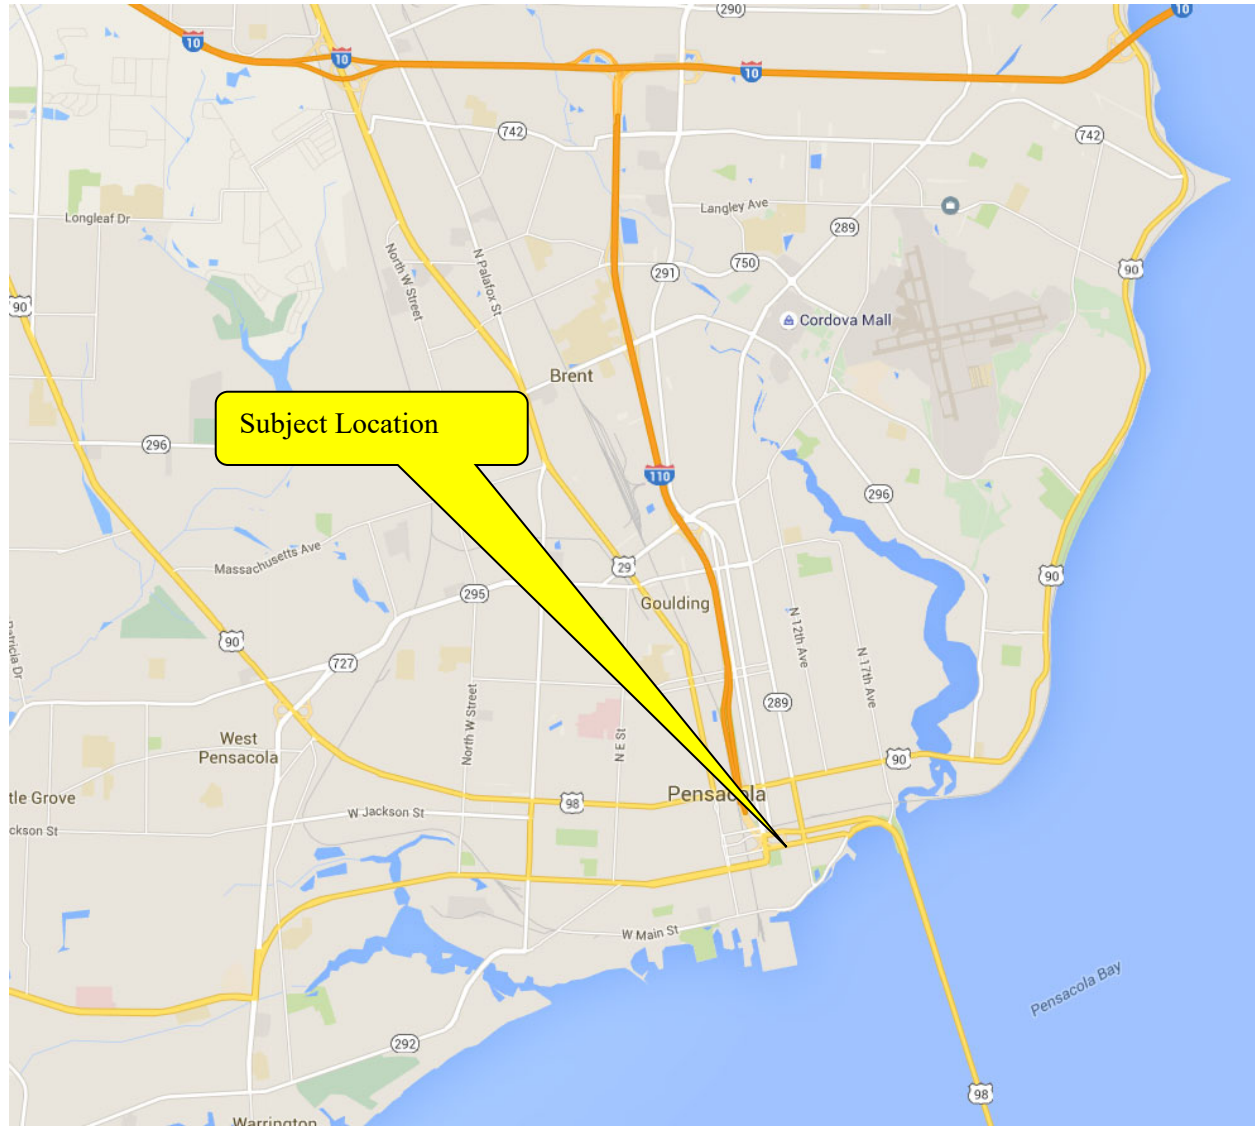 290
10
10
10
10
742
742
Longleaf Dr
Langley Ave
289
North W Street
N Palafox St
291
750
90
90
Cordova Mall
Brent
Subject Location
296
110
296
Massachusetts Ave
29
90
295
Goulding
N 12th Ave
Patricia Dr
90
727
N 17th Ave
289
North W Street
N E St
West
Pensacola
90
Pensacola
tle Grove
98
W Jackson St
ckson St
W Main St
Pensacola Bay
292
98
Warrington